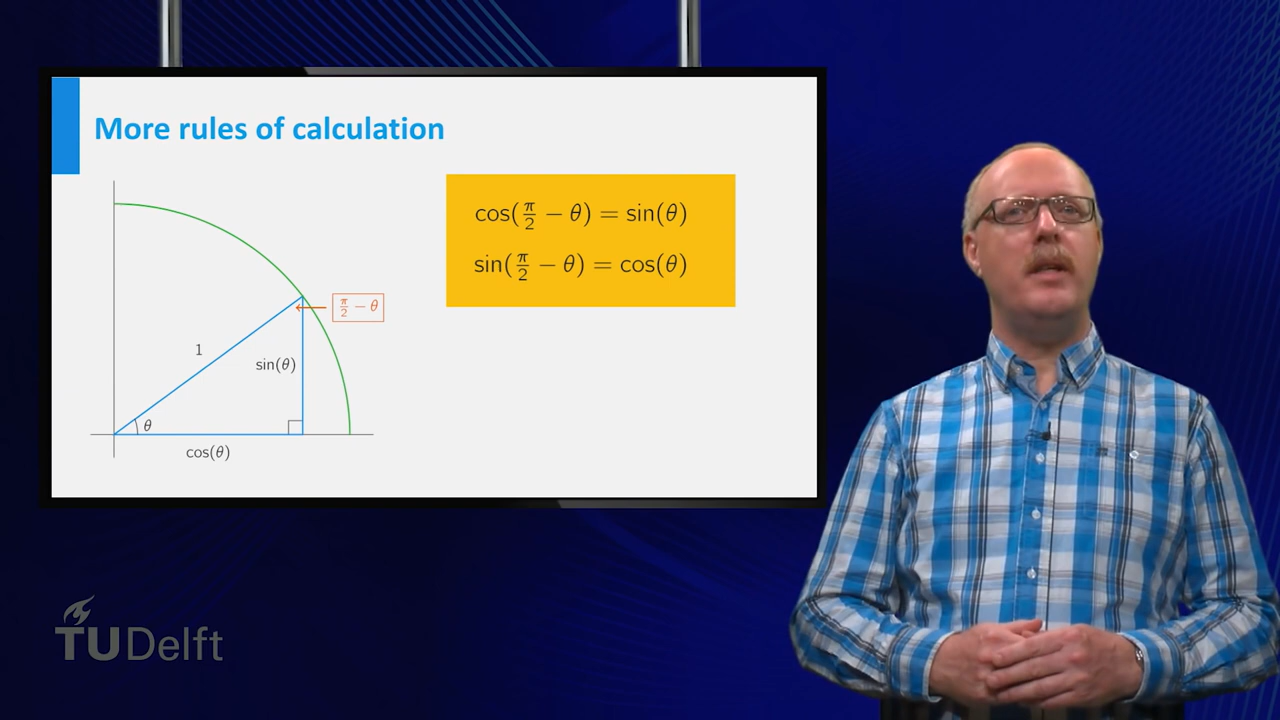 More rules of calculation
cos(π/2 − θ) = sin(θ)
sin(π/2 − θ) = cos(θ)
π/2 − θ
1
sin(θ)
θ
cos(θ)
TUDelft